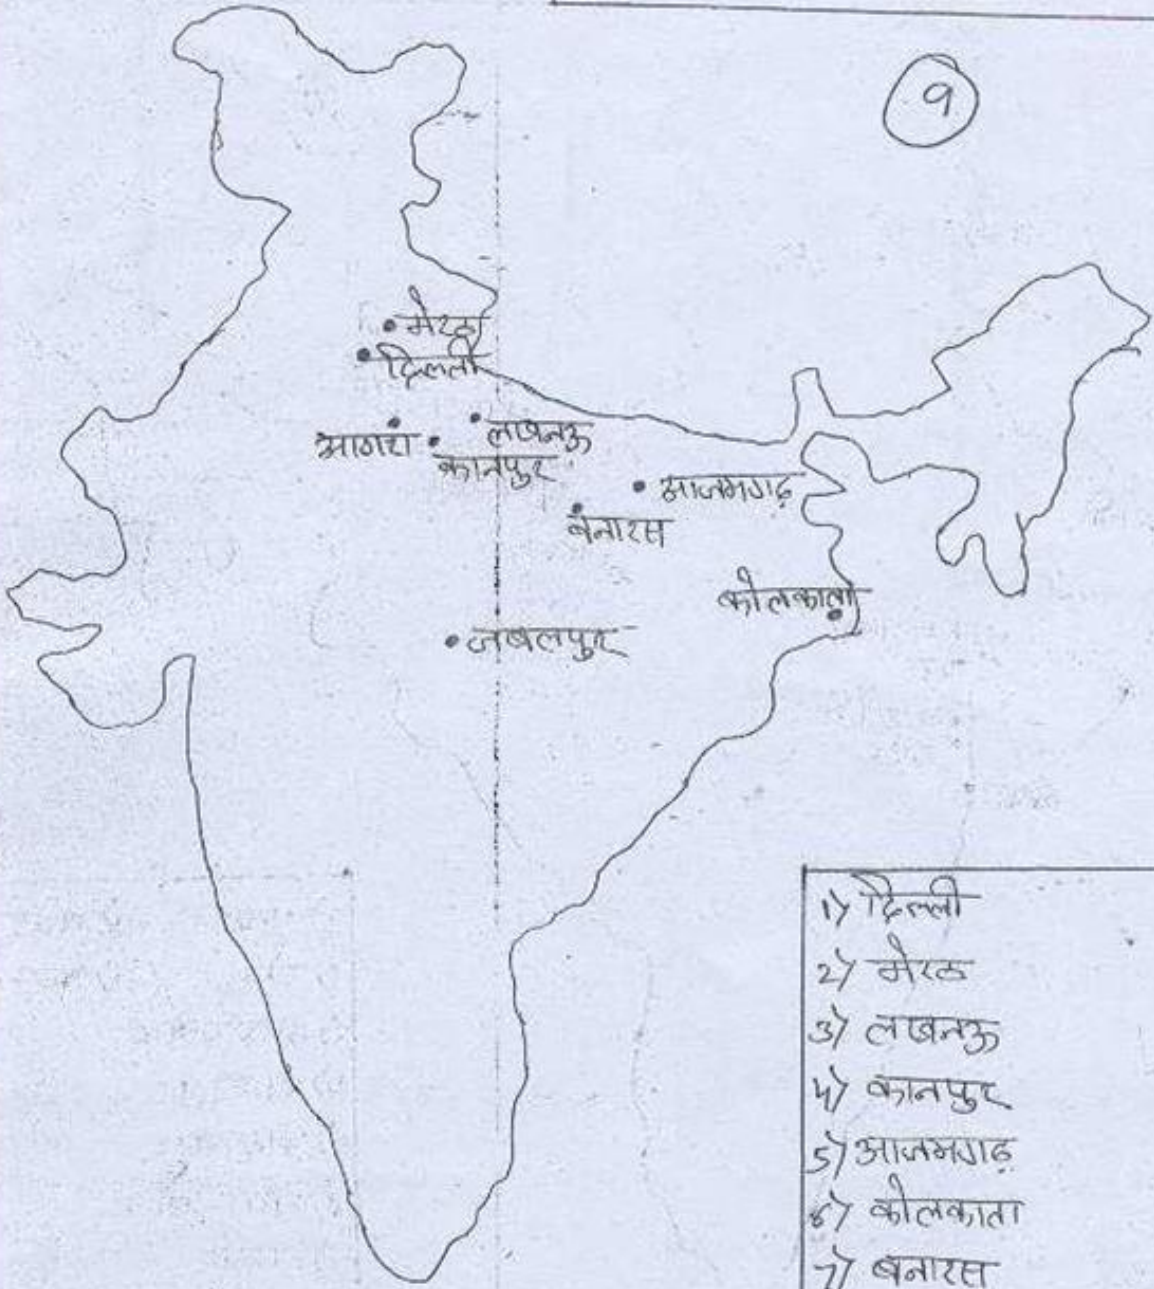 9
मेरठ
दिल्ली
आगरा
लखनऊ
कानपुर
आजमगढ़
बनारस
कोलकाता
जबलपुर
1) दिल्ली
2) मेरठ
3) लखनऊ
4) कानपुर
5) आजमगढ़
6) कोलकाता
7) बनारस